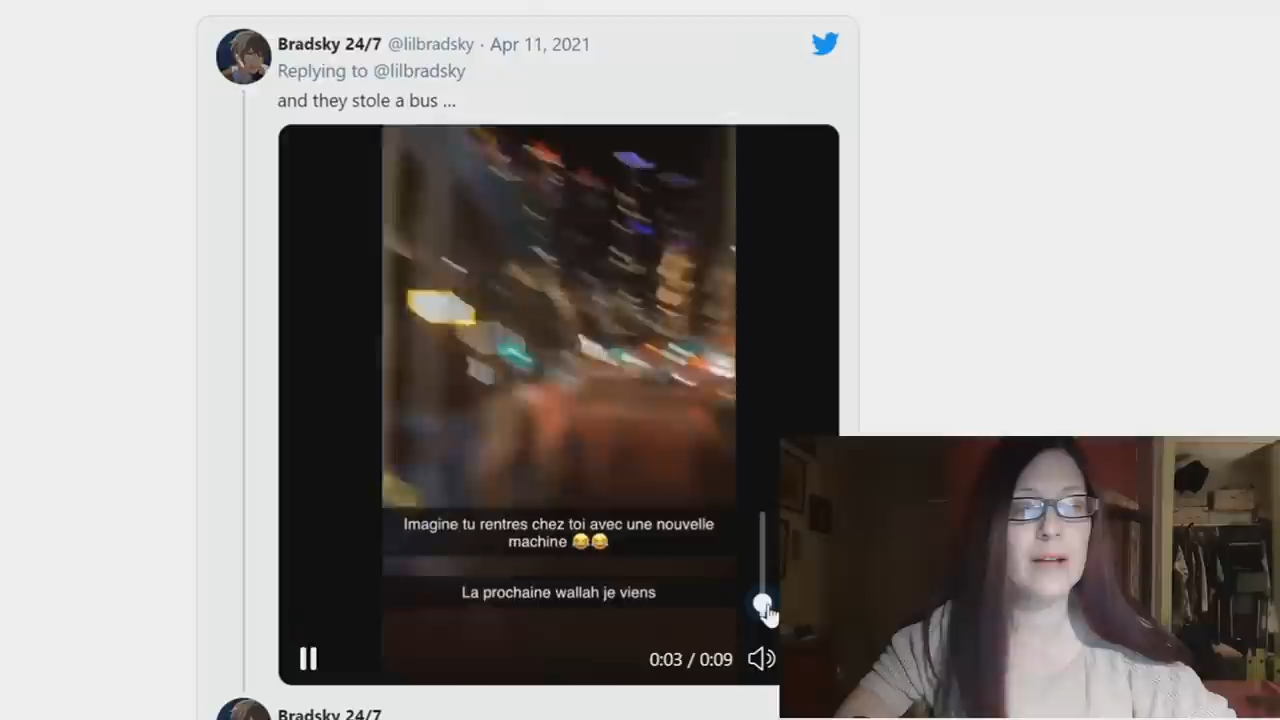 Bradsky 24/7 @lilbradsky · Apr 11, 2021
Replying to @lilbradsky
and they stole a bus ...
Imagine tu rentres chez toi avec une nouvelle
machine 😂😂
La prochaine wallah je viens
0:03 / 0:09
Bradsky 24/7